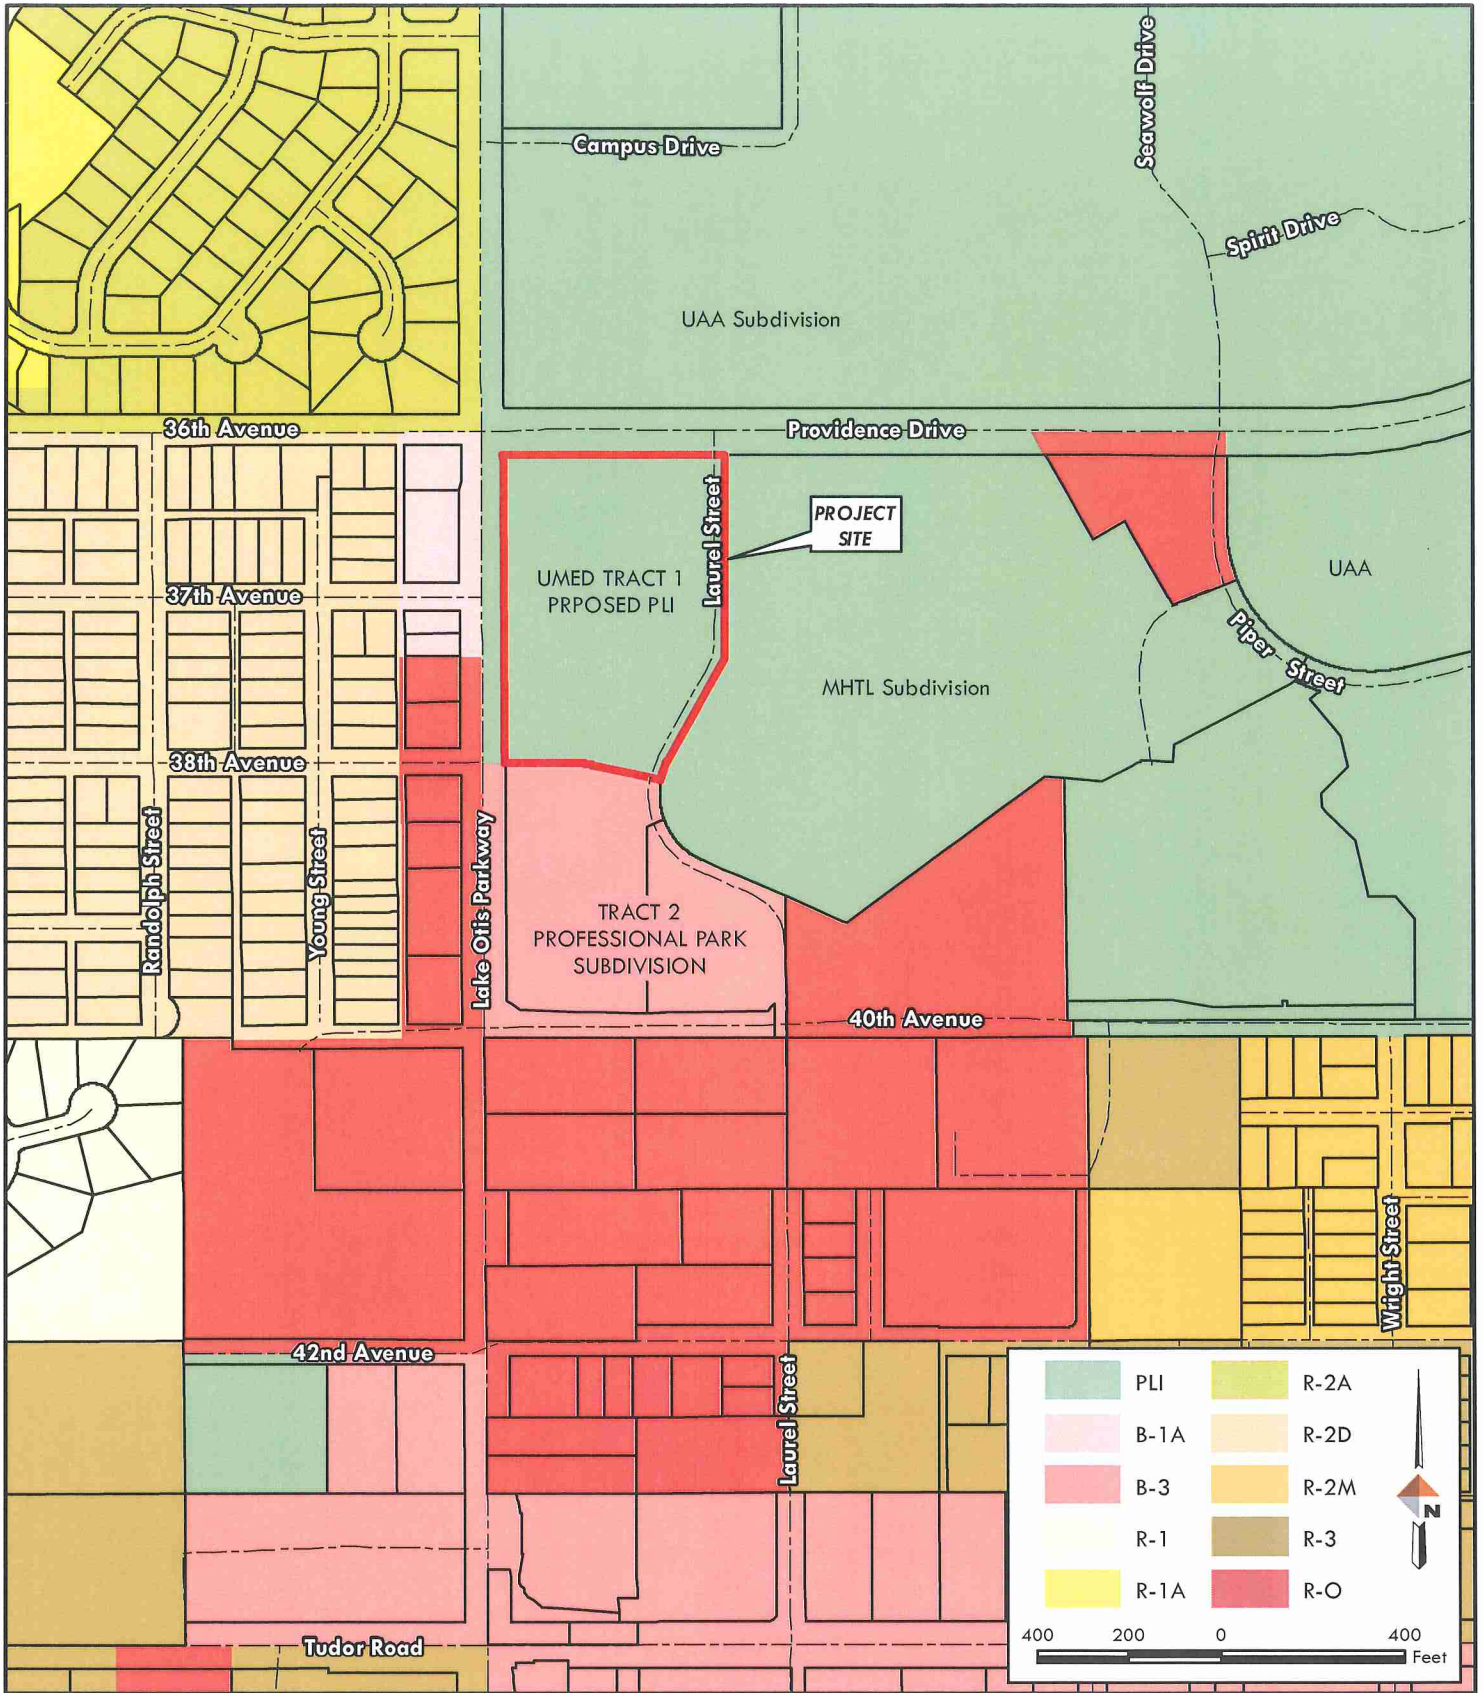 Seawolf Drive
Campus Drive
Spirit Drive
UAA Subdivision
36th Avenue
Providence Drive
Laurel Street
PROJECT
SITE
UMED TRACT 1
PRPOSED PLI
UAA
37th Avenue
Piper Street
MHTL Subdivision
38th Avenue
Randolph Street
Young Street
Lake Otis Parkway
TRACT 2
PROFESSIONAL PARK
SUBDIVISION
40th Avenue
Wright Street
42nd Avenue
Laurel Street
Tudor Road
PLI
R-2A
B-1A
R-2D
B-3
R-2M
R-1
R-3
R-1A
R-O
N
400 200 0 400
Feet